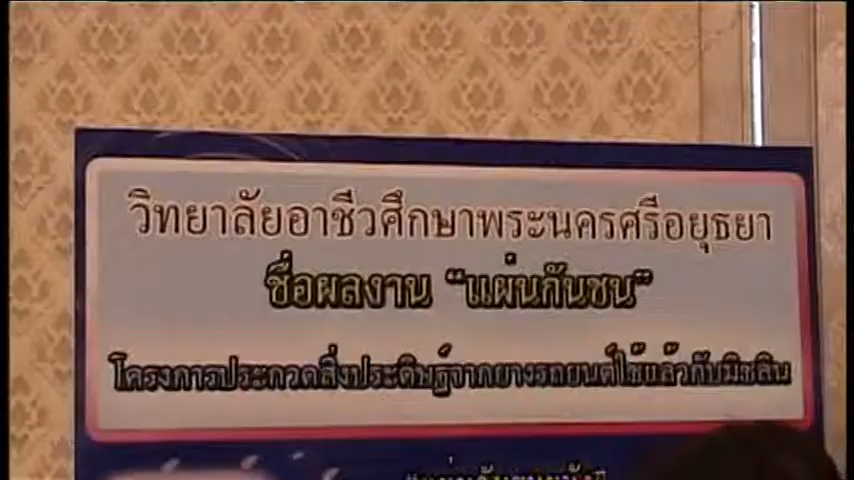 วิทยาลัยอาชีวศึกษาพระนครศรีอยุธยา
ชื่อผลงาน "แผ่นกันชน"
โครงการประกวดสิ่งประดิษฐ์จากยางรถยนต์ใช้แล้วกับมิชลิน